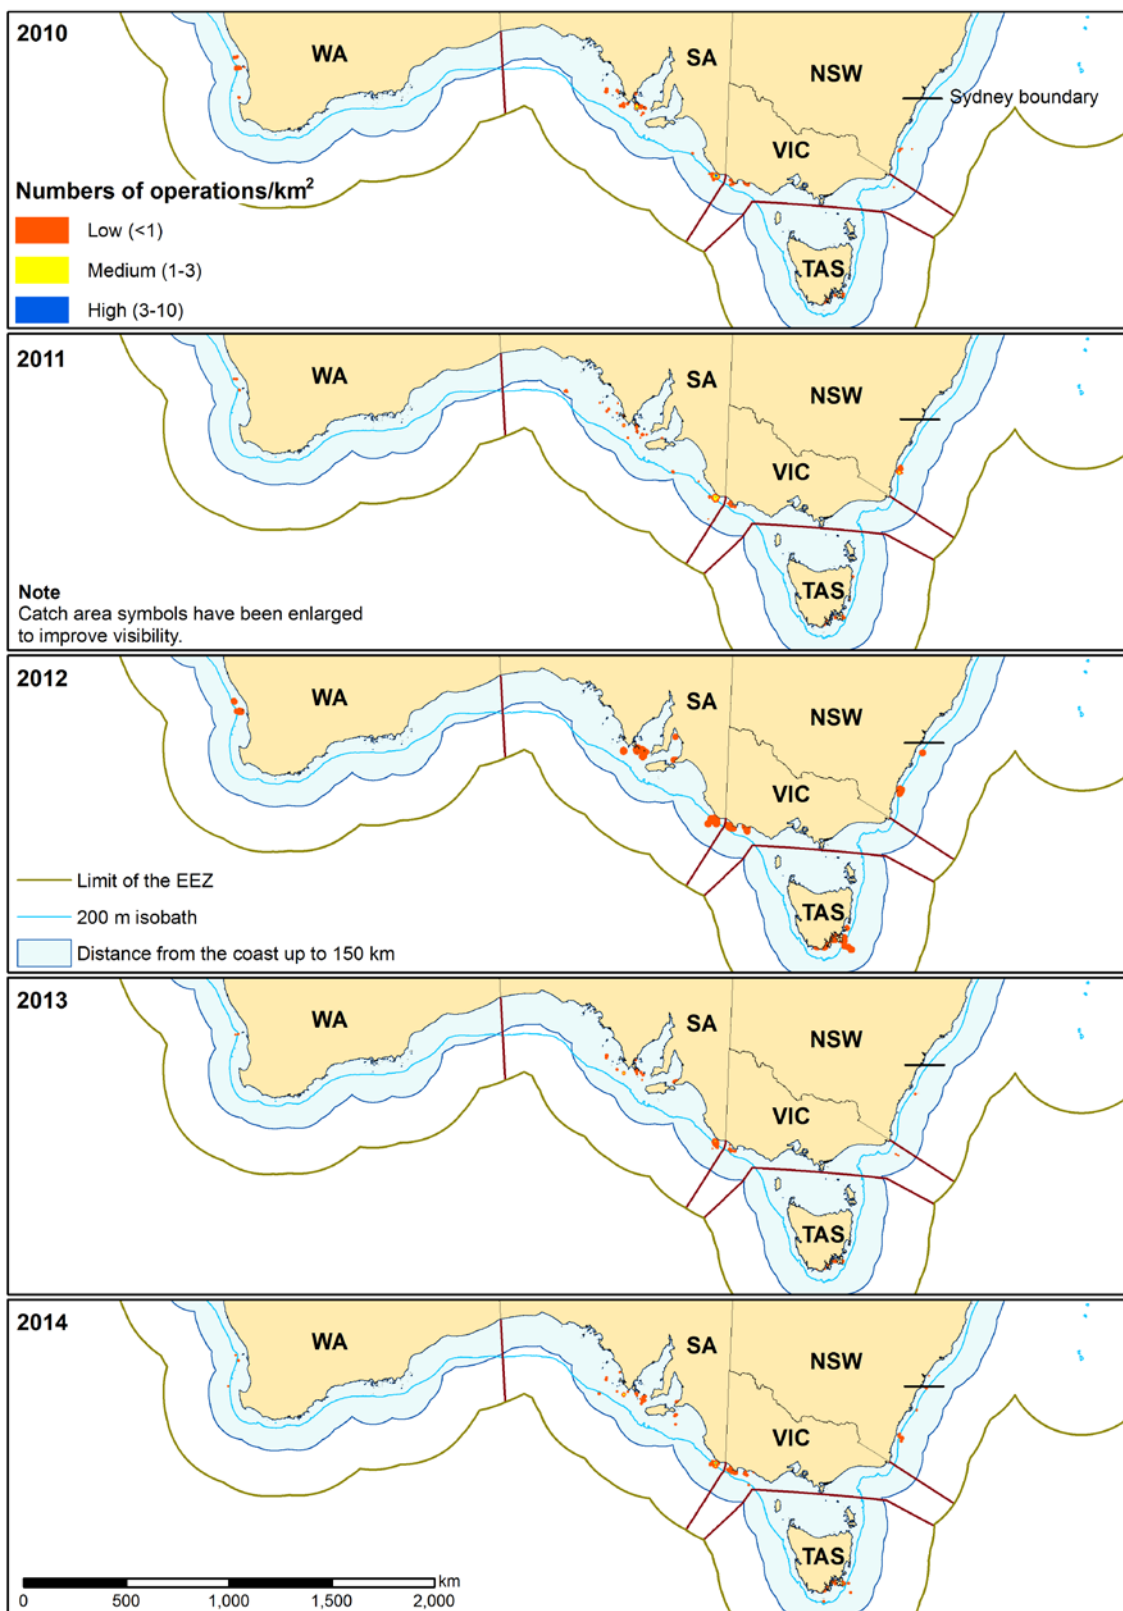 2010
WA
SA
NSW
Sydney boundary
VIC
Numbers of operations/km²
Low (<1)
Medium (1-3)
High (3-10)
TAS
2011
WA
SA
NSW
VIC
Note
Catch area symbols have been enlarged
to improve visibility.
TAS
2012
WA
SA
NSW
VIC
Limit of the EEZ
200 m isobath
Distance from the coast up to 150 km
TAS
2013
WA
SA
NSW
VIC
TAS
2014
WA
SA
NSW
VIC
TAS
km
0 500 1,000 1,500 2,000